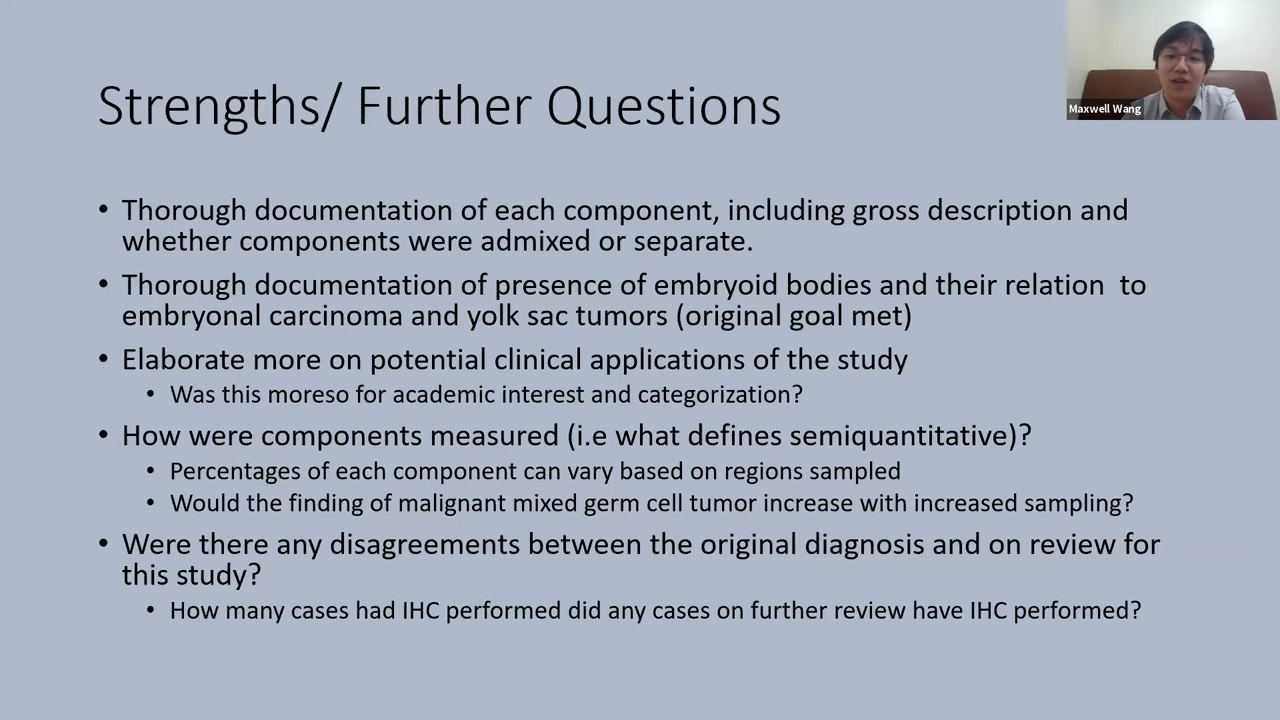 Strengths/ Further Questions
Maxwell Wang
• Thorough documentation of each component, including gross description and
whether components were admixed or separate.
• Thorough documentation of presence of embryoid bodies and their relation  to
embryonal carcinoma and yolk sac tumors (original goal met)
• Elaborate more on potential clinical applications of the study
• Was this moreso for academic interest and categorization?
• How were components measured (i.e what defines semiquantitative)?
• Percentages of each component can vary based on regions sampled
• Would the finding of malignant mixed germ cell tumor increase with increased sampling?
• Were there any disagreements between the original diagnosis and on review for
this study?
• How many cases had IHC performed did any cases on further review have IHC performed?